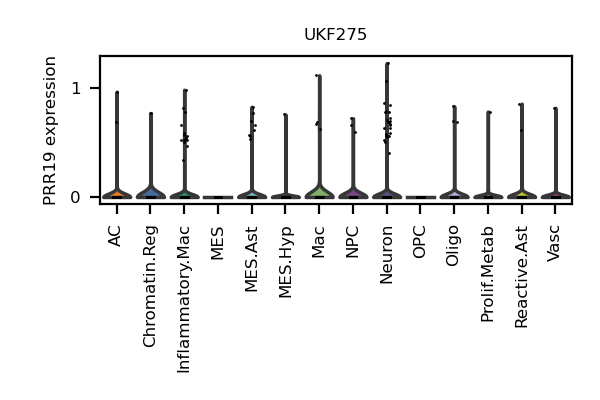 UKF275
PRR19 expression
1
0
AC
Chromatin.Reg
Inflammatory.Mac
MES
MES.Ast
MES.Hyp
Mac
NPC
Neuron
OPC
Oligo
Prolif.Metab
Reactive.Ast
Vasc